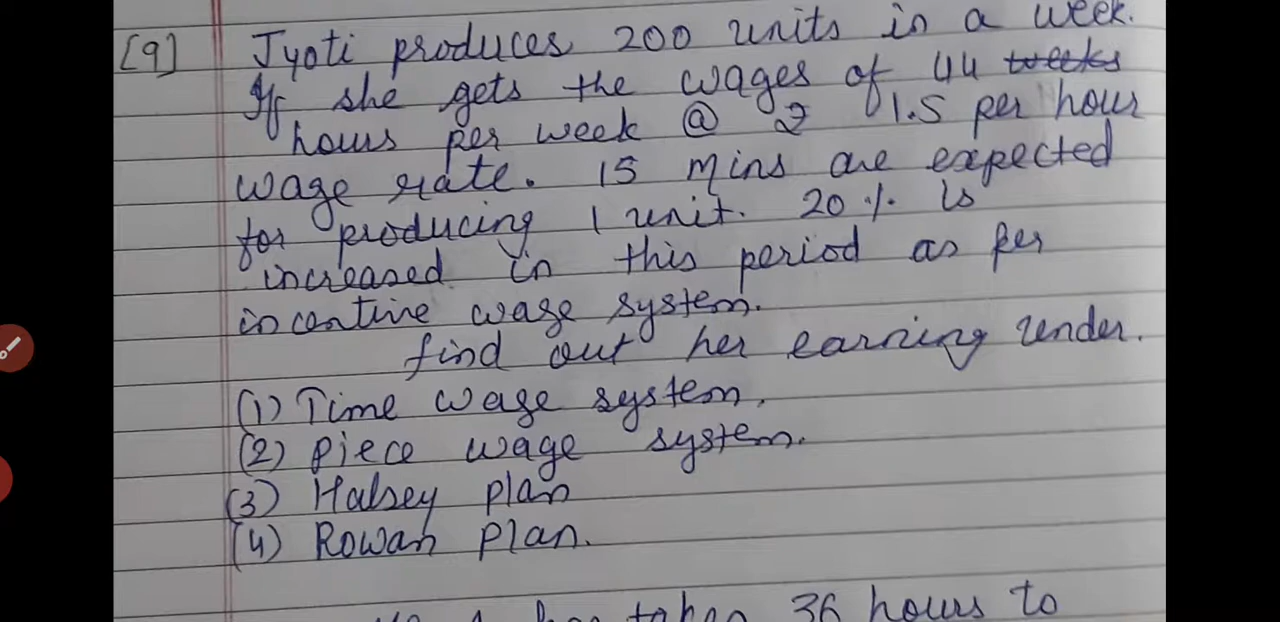 [9] Jyoti produces 200 units in a week.
If she gets the wages of 44 weeks
hours per week @ ₹ 1.5 per hour
wage rate. 15 mins are expected
for producing 1 unit. 20% is
increased in this period as per
incentive wage system.
find out her earning under.
(1) Time wage system.
(2) piece wage system.
(3) Halsey plan
(4) Rowan plan.
taken 36 hours to